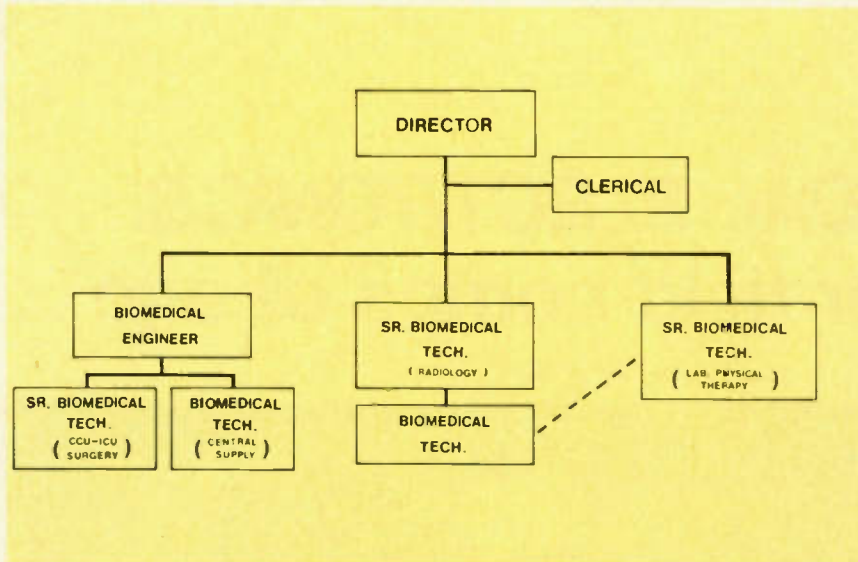 DIRECTOR
CLERICAL
BIOMEDICAL
ENGINEER
SR. BIOMEDICAL
TECH.
( RADIOLOGY )
SR. BIOMEDICAL
TECH.
( LAB. PHYSICAL
THERAPY )
SR. BIOMEDICAL
TECH.
( CCU-ICU
SURGERY )
BIOMEDICAL
TECH.
( CENTRAL
SUPPLY )
BIOMEDICAL
TECH.